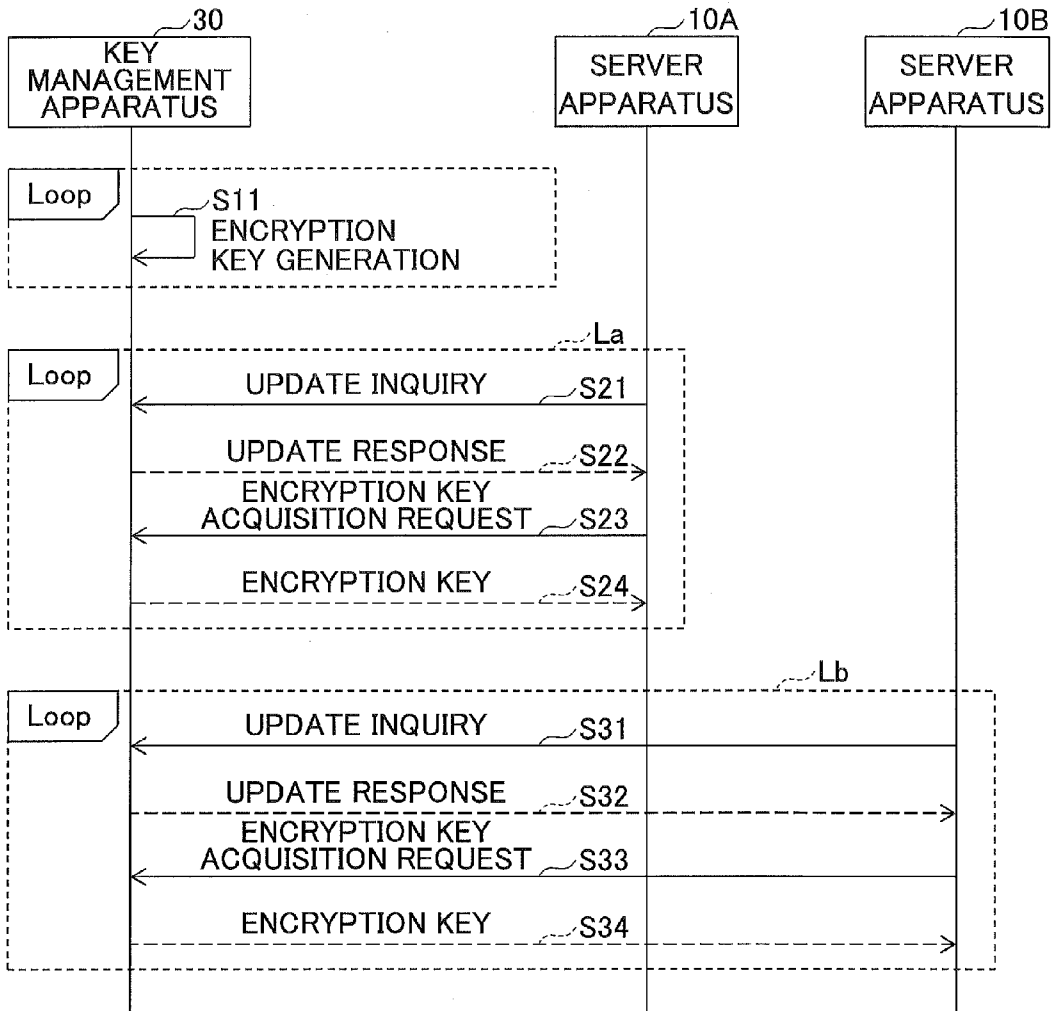 30
10A
10B
KEY
MANAGEMENT
APPARATUS
SERVER
APPARATUS
SERVER
APPARATUS
Loop
S11
ENCRYPTION
KEY GENERATION
La
Loop
UPDATE INQUIRY
S21
UPDATE RESPONSE
S22
ENCRYPTION KEY
ACQUISITION REQUEST
S23
ENCRYPTION KEY
S24
Lb
Loop
UPDATE INQUIRY
S31
UPDATE RESPONSE
S32
ENCRYPTION KEY
ACQUISITION REQUEST
S33
ENCRYPTION KEY
S34